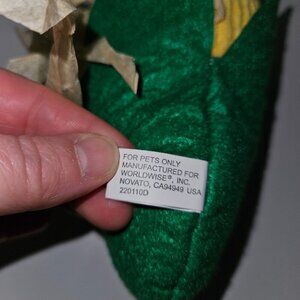 FOR PETS ONLY
MANUFACTURED FOR
WORLDWISE®, INC.
NOVATO, CA94949 USA
220110D